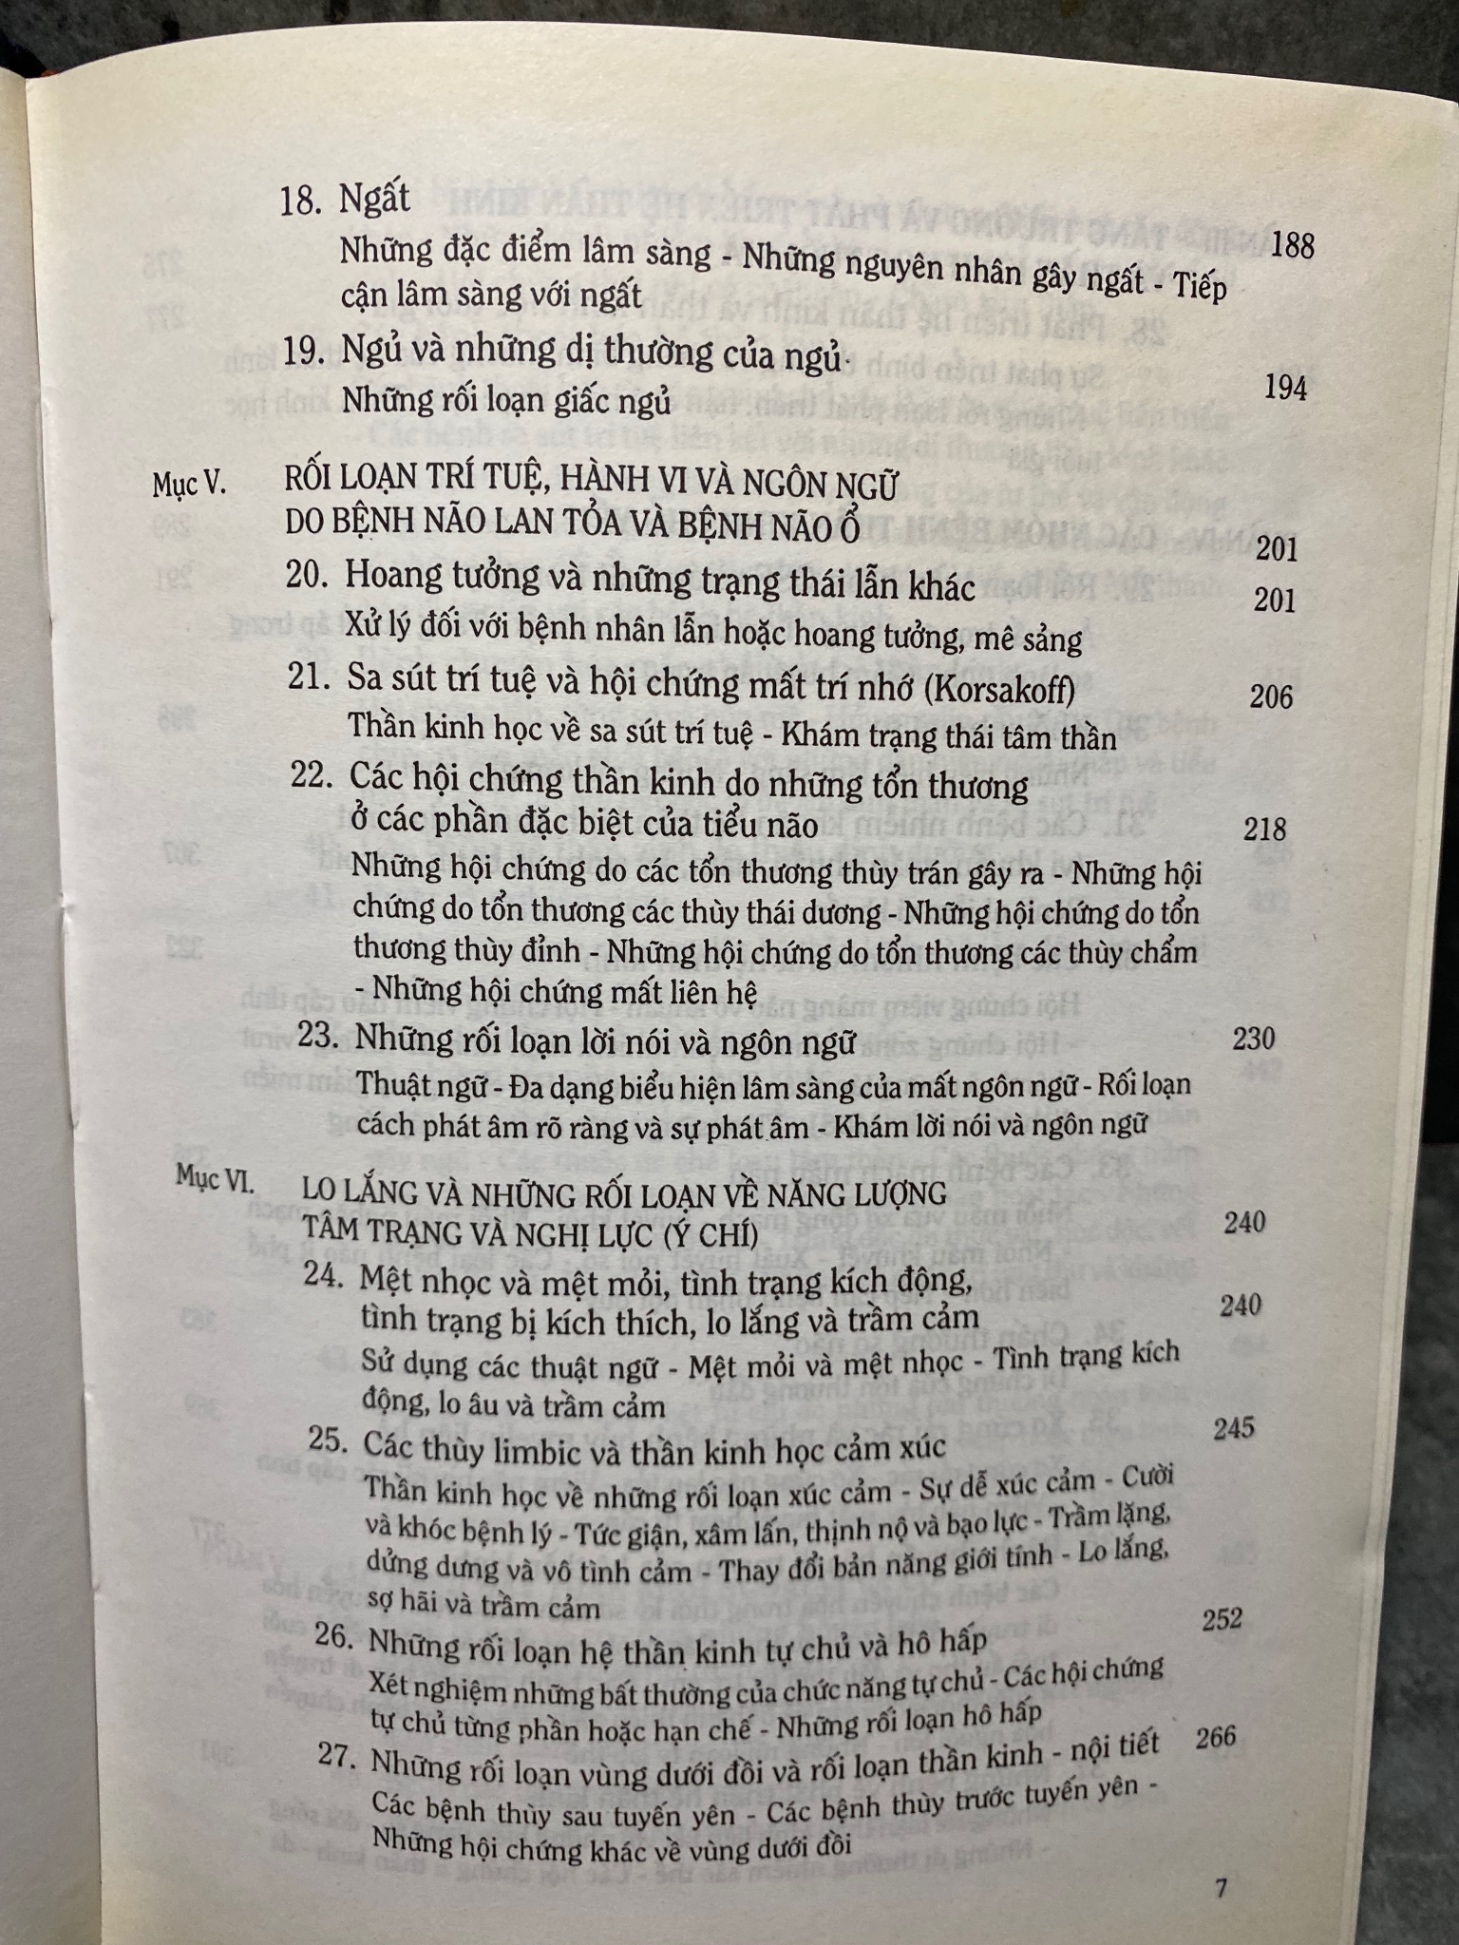 18. Ngất 188
Những đặc điểm lâm sàng - Những nguyên nhân gây ngất - Tiếp
cận lâm sàng với ngất
19. Ngủ và những dị thường của ngủ 194
Những rối loạn giấc ngủ
Mục V. RỐI LOẠN TRÍ TUỆ, HÀNH VI VÀ NGÔN NGỮ
DO BỆNH NÃO LAN TỎA VÀ BỆNH NÃO Ổ 201
20. Hoang tưởng và những trạng thái lẫn khác 201
Xử lý đối với bệnh nhân lẫn hoặc hoang tưởng, mê sảng
21. Sa sút trí tuệ và hội chứng mất trí nhớ (Korsakoff) 206
Thần kinh học về sa sút trí tuệ - Khám trạng thái tâm thần
22. Các hội chứng thần kinh do những tổn thương
ở các phần đặc biệt của tiểu não 218
Những hội chứng do các tổn thương thùy trán gây ra - Những hội
chứng do tổn thương các thùy thái dương - Những hội chứng do tổn
thương thùy đỉnh - Những hội chứng do tổn thương các thùy chẩm
- Những hội chứng mất liên hệ
23. Những rối loạn lời nói và ngôn ngữ 230
Thuật ngữ - Đa dạng biểu hiện lâm sàng của mất ngôn ngữ - Rối loạn
cách phát âm rõ ràng và sự phát âm - Khám lời nói và ngôn ngữ
Mục VI. LO LẮNG VÀ NHỮNG RỐI LOẠN VỀ NĂNG LƯỢNG
TÂM TRẠNG VÀ NGHỊ LỰC (Ý CHÍ) 240
24. Mệt nhọc và mệt mỏi, tình trạng kích động,
tình trạng bị kích thích, lo lắng và trầm cảm 240
Sử dụng các thuật ngữ - Mệt mỏi và mệt nhọc - Tình trạng kích
động, lo âu và trầm cảm
25. Các thùy limbic và thần kinh học cảm xúc 245
Thần kinh học về những rối loạn xúc cảm - Sự dễ xúc cảm - Cười
và khóc bệnh lý - Tức giận, xâm lấn, thịnh nộ và bạo lực - Trầm lặng,
dửng dưng và vô tình cảm - Thay đổi bản năng giới tính - Lo lắng,
sợ hãi và trầm cảm
26. Những rối loạn hệ thần kinh tự chủ và hô hấp 252
Xét nghiệm những bất thường của chức năng tự chủ - Các hội chứng
tự chủ từng phần hoặc hạn chế - Những rối loạn hô hấp
27. Những rối loạn vùng dưới đồi và rối loạn thần kinh - nội tiết 266
Các bệnh thùy sau tuyến yên - Các bệnh thùy trước tuyến yên -
Những hội chứng khác về vùng dưới đồi
7